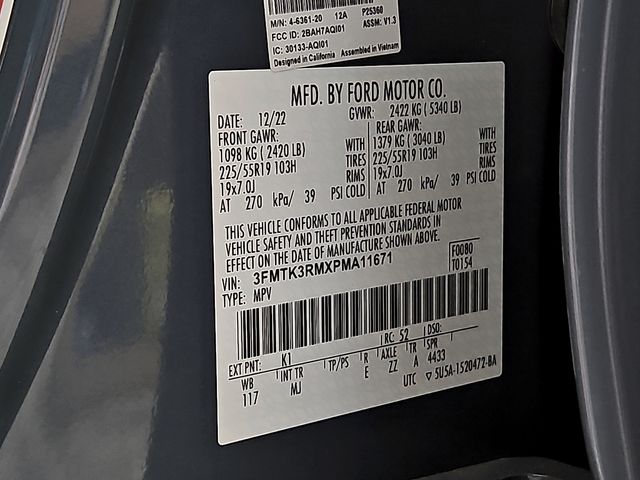 M/N: 4-6361-20 12A P25360
FCC ID: 2BAH7AQI01 ASSM: V1.3
IC: 30133-AQI01
Designed in California Assembled in Vietnam
MFD. BY FORD MOTOR CO.
DATE: 12/22 GVWR: 2422 KG ( 5340 LB)
FRONT GAWR: REAR GAWR:
1098 KG ( 2420 LB) WITH 1379 KG ( 3040 LB) WITH
225/55R19 103H TIRES 225/55R19 103H TIRES
19x7.0J RIMS 19x7.0J RIMS
AT 270 kPa/ 39 PSI COLD AT 270 kPa/ 39 PSI COLD
THIS VEHICLE CONFORMS TO ALL APPLICABLE FEDERAL MOTOR
VEHICLE SAFETY AND THEFT PREVENTION STANDARDS IN
EFFECT ON THE DATE OF MANUFACTURE SHOWN ABOVE.
VIN: 3FMTK3RMXPMA11671 F0080
TYPE: MPV T0154
EXT PNT: K1 RC: 52 DSO:
WB INT TR TP/PS R AXLE TR SPR
117 MJ E ZZ A 4433
UTC ▽ 5U5A-1520472-BA